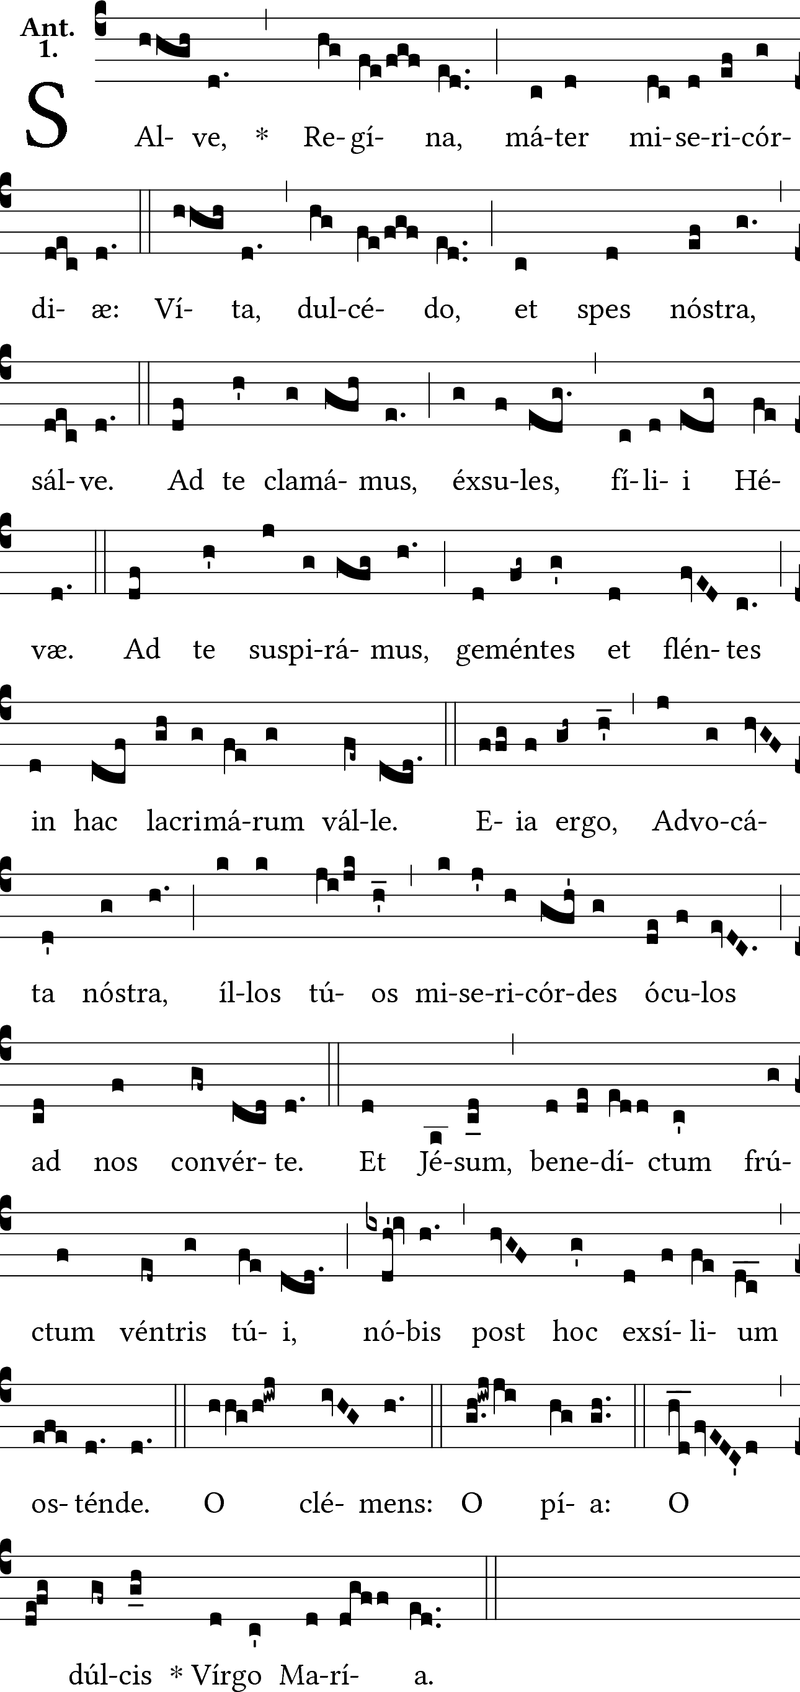 Ant.
1.
SAl- ve, * Re- gí- na, má- ter mi- se- ri- cór-
di- æ: Ví- ta, dul- cé- do, et spes nóstra,
sál- ve. Ad te clamá- mus, éxsu- les, fí- li- i Hé-
væ. Ad te suspi- rá- mus, geméntes et flén- tes
in hac lacrimá- rum vál- le. E- ia ergo, Advo- cá-
ta nóstra, íl- los tú- os mi- se- ri- cór- des ócu- los
ad nos convér- te. Et Jé- sum, bene- dí- ctum frú-
ctum véntris tú- i, nó- bis post hoc exsí- li- um
os- ténde. O clé- mens: O pí- a: O
dúl- cis * Vírgo Ma- rí- a.